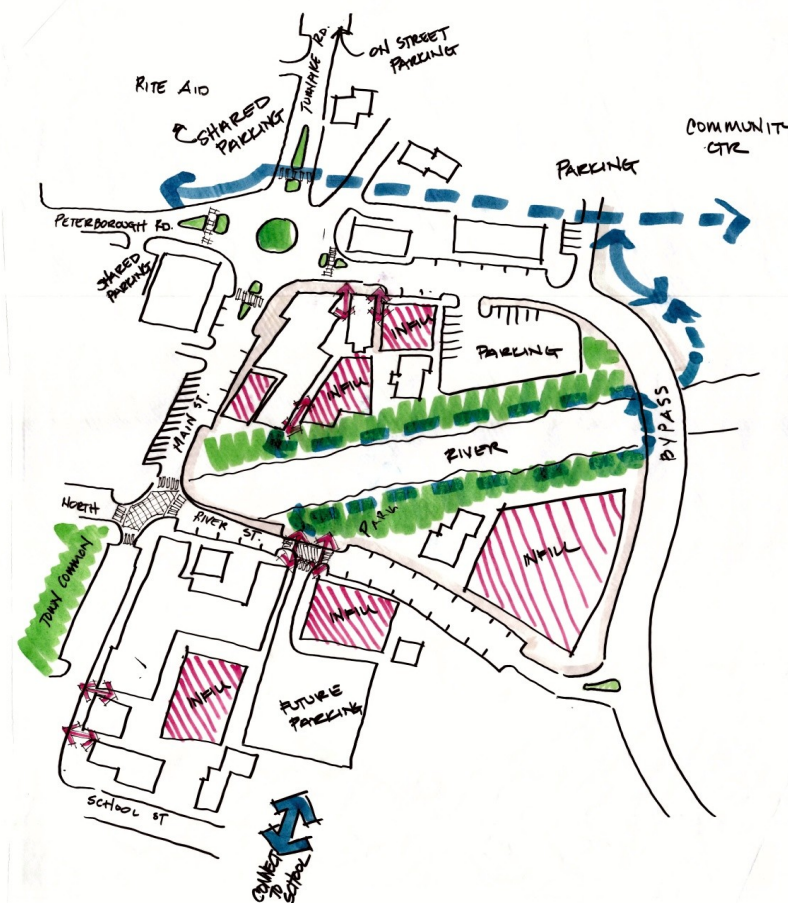 TURNPIKE RD.
ON STREET
PARKING
RITE AID
SHARED
PARKING
COMMUNITY
CTR
PARKING
PETERBOROUGH RD.
SHARED
PARKING
INFILL
PARKING
INFILL
MAIN ST.
RIVER
BYPASS
NORTH
RIVER ST.
PARK
INFILL
TOWN COMMON
INFILL
INFILL
FUTURE
PARKING
SCHOOL ST
CONNECT
TO
SCHOOL